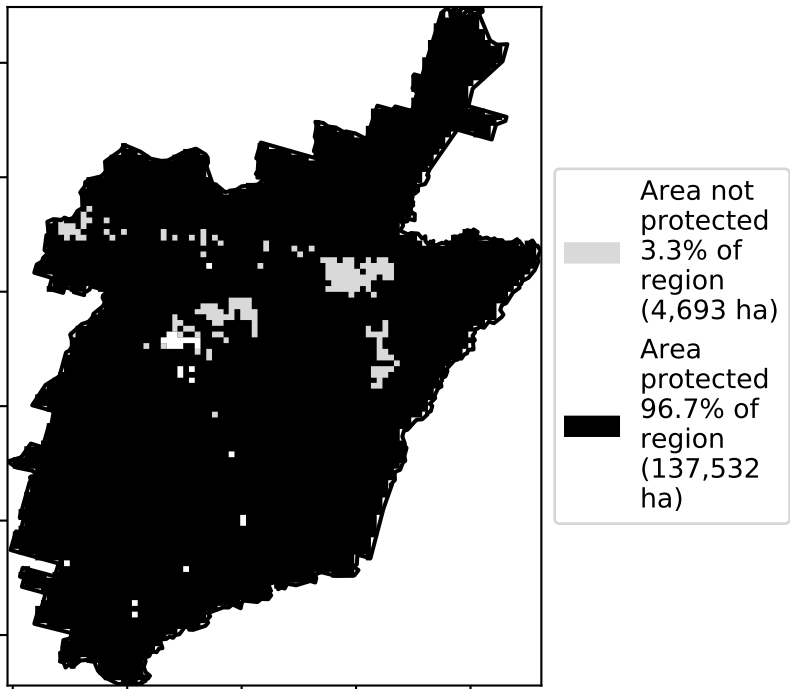 Area not
protected
3.3% of
region
(4,693 ha)
Area
protected
96.7% of
region
(137,532
ha)